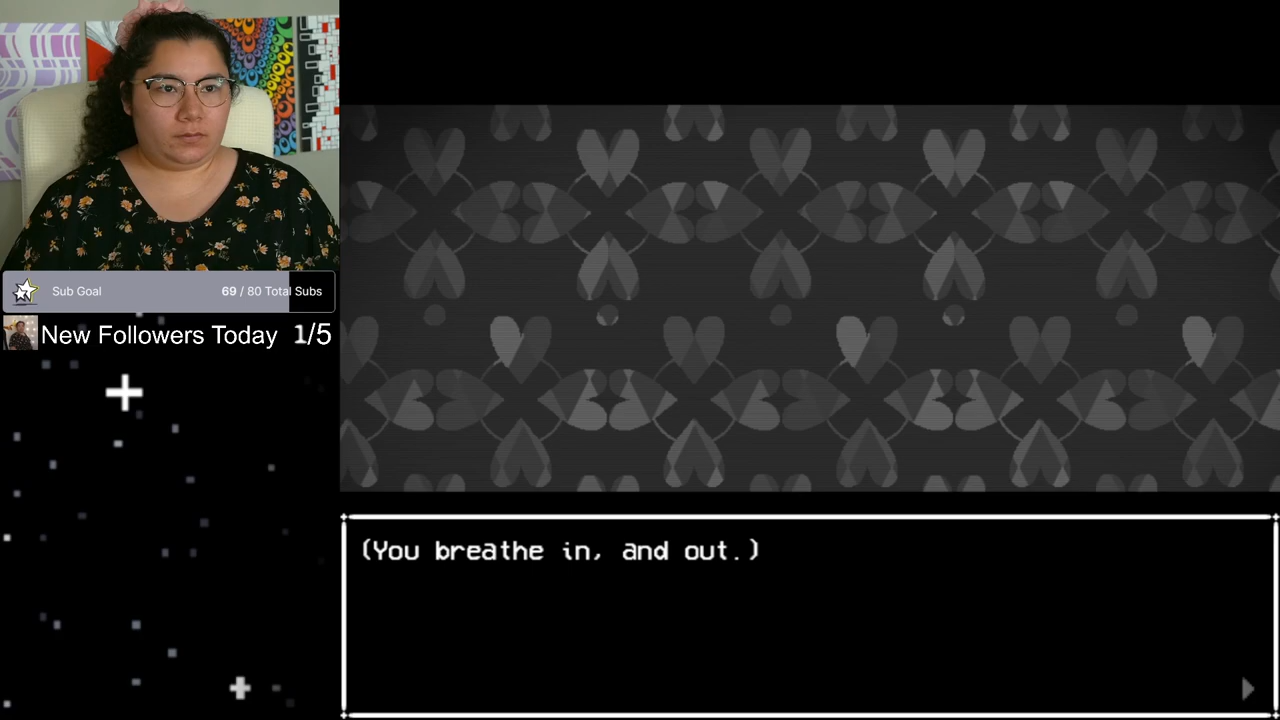 Sub Goal
69 / 80 Total Subs
New Followers Today 1/5
(You breathe in, and out.)